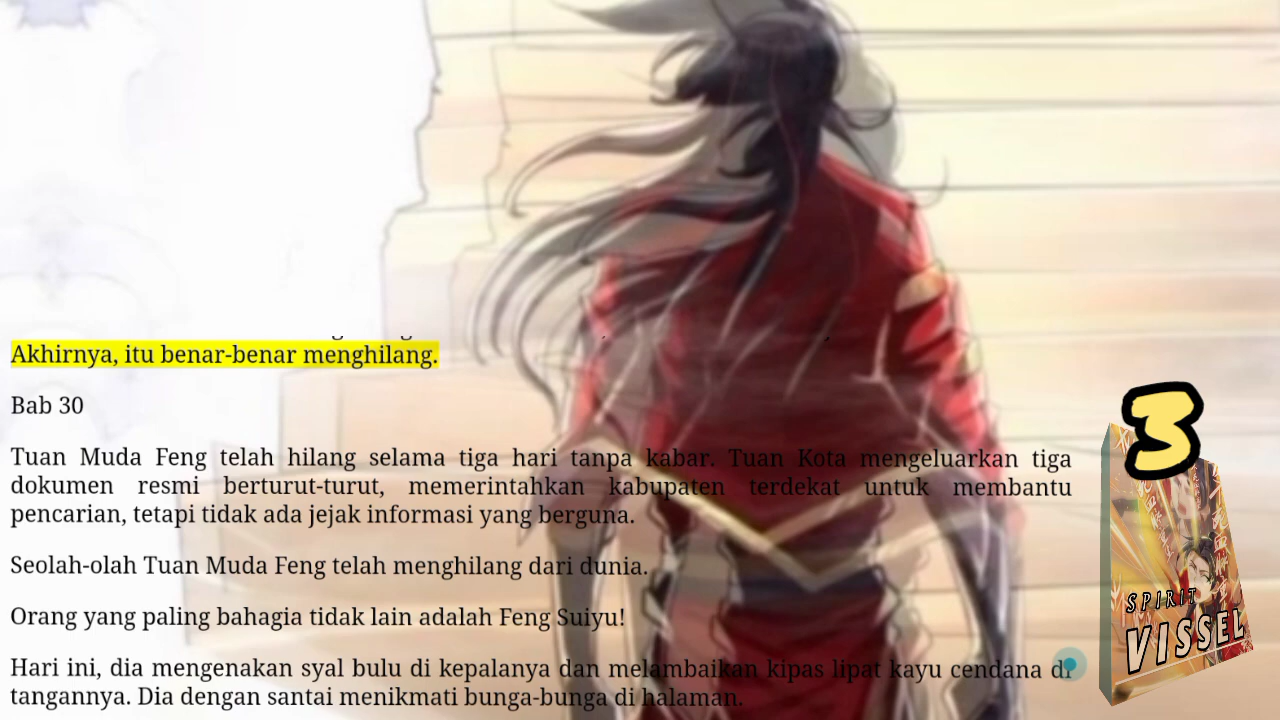 Akhirnya, itu benar-benar menghilang.
Bab 30
Tuan Muda Feng telah hilang selama tiga hari tanpa kabar. Tuan Kota mengeluarkan tiga
dokumen resmi berturut-turut, memerintahkan kabupaten terdekat untuk membantu
pencarian, tetapi tidak ada jejak informasi yang berguna.
Seolah-olah Tuan Muda Feng telah menghilang dari dunia.
Orang yang paling bahagia tidak lain adalah Feng Suiyu!
Hari ini, dia mengenakan syal bulu di kepalanya dan melambaikan kipas lipat kayu cendana di
tangannya. Dia dengan santai menikmati bunga-bunga di halaman.
3
SPIRIT
VISSEL